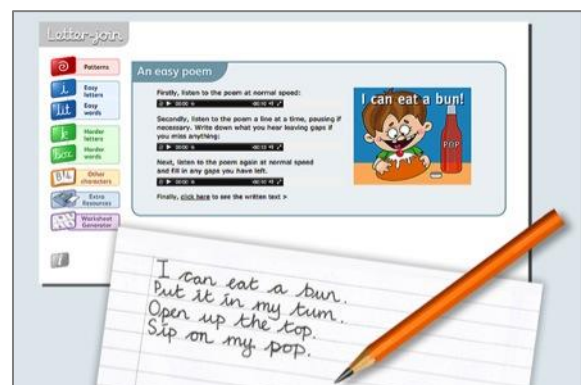 Letter-join
Patterns
An easy poem
Easy
letters
Easy
words
Harder
letters
Harder
words
Other
characters
Extra
Resources
Worksheet
Generator
Firstly, listen to the poem at normal speed:
Secondly, listen to the poem a line at a time, pausing if
necessary. Write down what you hear leaving gaps if
you miss anything:
Next, listen to the poem again at normal speed
and fill in any gaps you have left.
Finally, click here to see the written text >
I can eat a bun!
POP
I can eat a bun.
Put it in my tum.
Open up the top.
Sip on my pop.